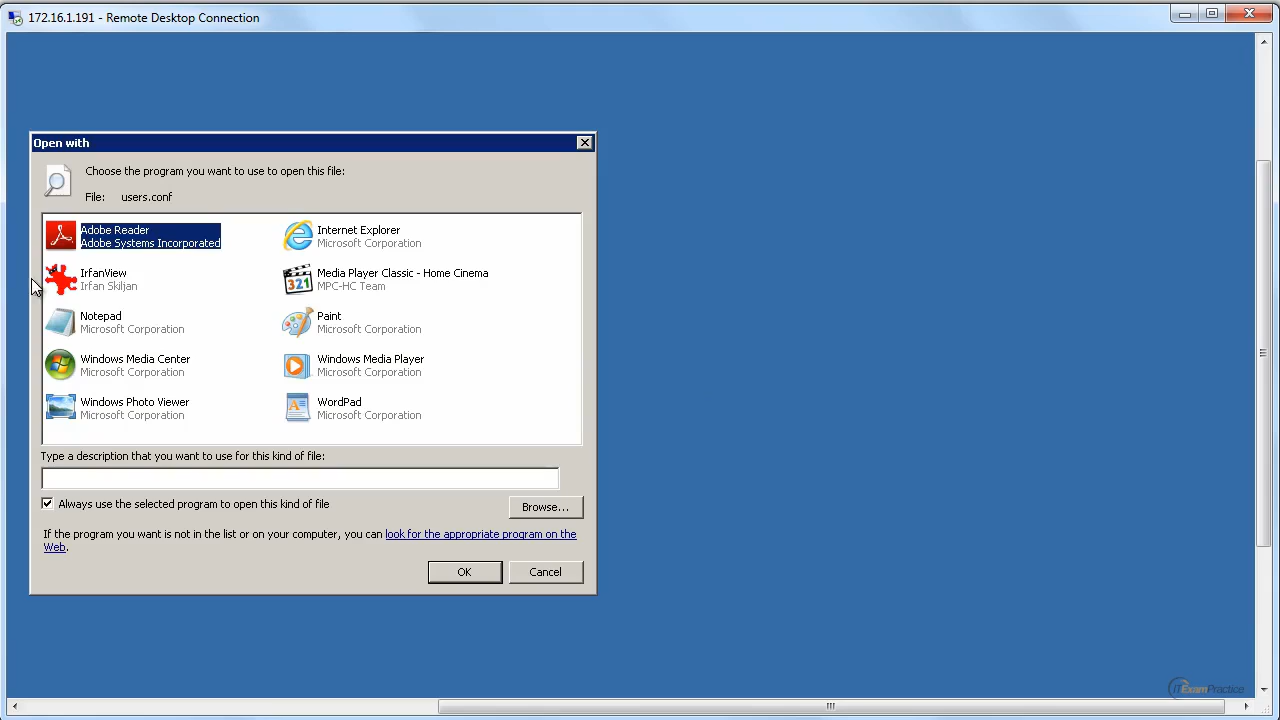 172.16.1.191 - Remote Desktop Connection
Open with
Choose the program you want to use to open this file:
File: users.conf
Adobe Reader
Adobe Systems Incorporated
Internet Explorer
Microsoft Corporation
IrfanView
Irfan Skiljan
Media Player Classic - Home Cinema
MPC-HC Team
321
Notepad
Microsoft Corporation
Paint
Microsoft Corporation
Windows Media Center
Microsoft Corporation
Windows Media Player
Microsoft Corporation
Windows Photo Viewer
Microsoft Corporation
WordPad
Microsoft Corporation
Type a description that you want to use for this kind of file:
Always use the selected program to open this kind of file
Browse...
If the program you want is not in the list or on your computer, you can look for the appropriate program on the
Web.
OK
Cancel
ITExamPractice